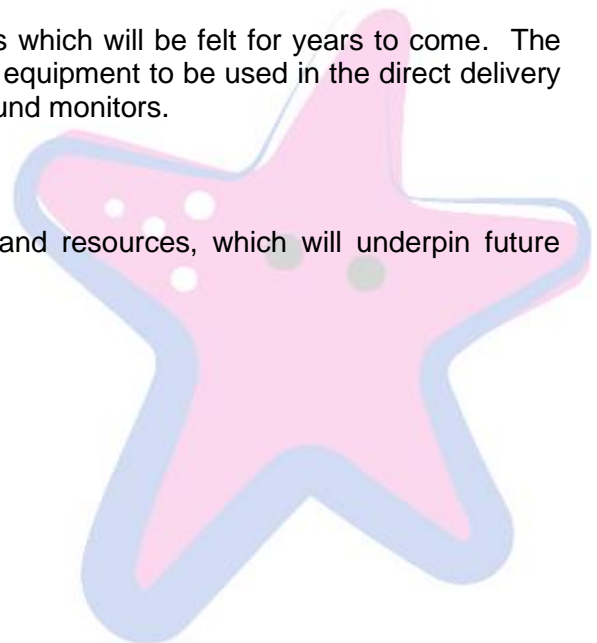 s which will be felt for years to come. The
equipment to be used in the direct delivery
und monitors.
and resources, which will underpin future